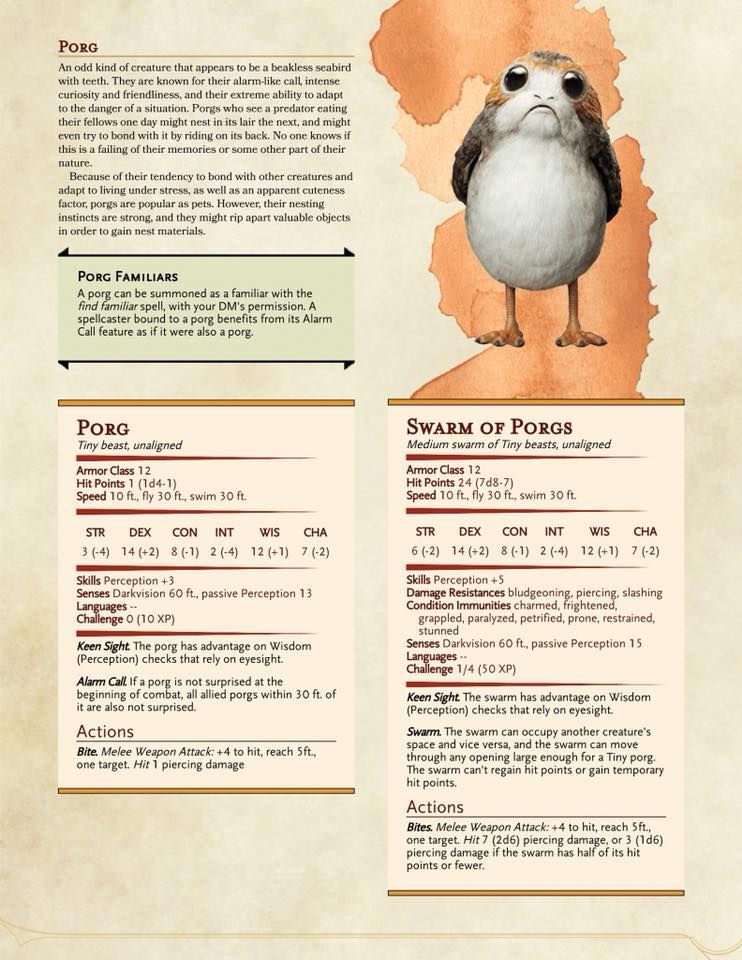 Porg
An odd kind of creature that appears to be a beakless seabird
with teeth. They are known for their alarm-like call, intense
curiosity and friendliness, and their extreme ability to adapt
to the danger of a situation. Porgs who see a predator eating
their fellows one day might nest in its lair the next, and might
even try to bond with it by riding on its back. No one knows if
this is a failing of their memories or some other part of their
nature.
Because of their tendency to bond with other creatures and
adapt to living under stress, as well as an apparent cuteness
factor, porgs are popular as pets. However, their nesting
instincts are strong, and they might rip apart valuable objects
in order to gain nest materials.
Porg Familiars
A porg can be summoned as a familiar with the
find familiar spell, with your DM's permission. A
spellcaster bound to a porg benefits from its Alarm
Call feature as if it were also a porg.
Porg
Tiny beast, unaligned
Armor Class 12
Hit Points 1 (1d4-1)
Speed 10 ft., fly 30 ft., swim 30 ft.
STR DEX CON INT WIS CHA
3 (-4) 14 (+2) 8 (-1) 2 (-4) 12 (+1) 7 (-2)
Skills Perception +3
Senses Darkvision 60 ft., passive Perception 13
Languages --
Challenge 0 (10 XP)
Keen Sight. The porg has advantage on Wisdom
(Perception) checks that rely on eyesight.
Alarm Call. If a porg is not surprised at the
beginning of combat, all allied porgs within 30 ft. of
it are also not surprised.
Actions
Bite. Melee Weapon Attack: +4 to hit, reach 5ft.,
one target. Hit 1 piercing damage
Swarm of Porgs
Medium swarm of Tiny beasts, unaligned
Armor Class 12
Hit Points 24 (7d8-7)
Speed 10 ft., fly 30 ft., swim 30 ft.
STR DEX CON INT WIS CHA
6 (-2) 14 (+2) 8 (-1) 2 (-4) 12 (+1) 7 (-2)
Skills Perception +5
Damage Resistances bludgeoning, piercing, slashing
Condition Immunities charmed, frightened,
grappled, paralyzed, petrified, prone, restrained,
stunned
Senses Darkvision 60 ft., passive Perception 15
Languages --
Challenge 1/4 (50 XP)
Keen Sight. The swarm has advantage on Wisdom
(Perception) checks that rely on eyesight.
Swarm. The swarm can occupy another creature's
space and vice versa, and the swarm can move
through any opening large enough for a Tiny porg.
The swarm can't regain hit points or gain temporary
hit points.
Actions
Bites. Melee Weapon Attack: +4 to hit, reach 5ft.,
one target. Hit 7 (2d6) piercing damage, or 3 (1d6)
piercing damage if the swarm has half of its hit
points or fewer.